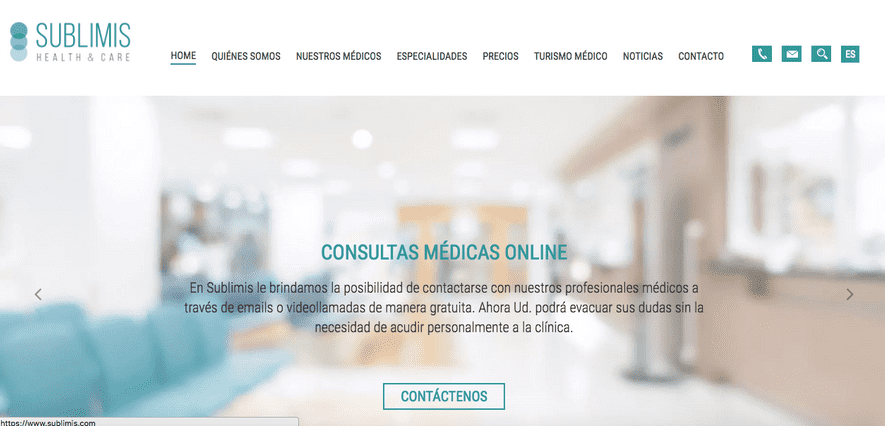 SUBLIMIS
HEALTH & CARE
HOME QUIÉNES SOMOS NUESTROS MÉDICOS ESPECIALIDADES PRECIOS TURISMO MÉDICO NOTICIAS CONTACTO ES
CONSULTAS MÉDICAS ONLINE
En Sublimis le brindamos la posibilidad de contactarse con nuestros profesionales médicos a
través de emails o videollamadas de manera gratuita. Ahora Ud. podrá evacuar sus dudas sin la
necesidad de acudir personalmente a la clínica.
CONTÁCTENOS
https://www.sublimis.com